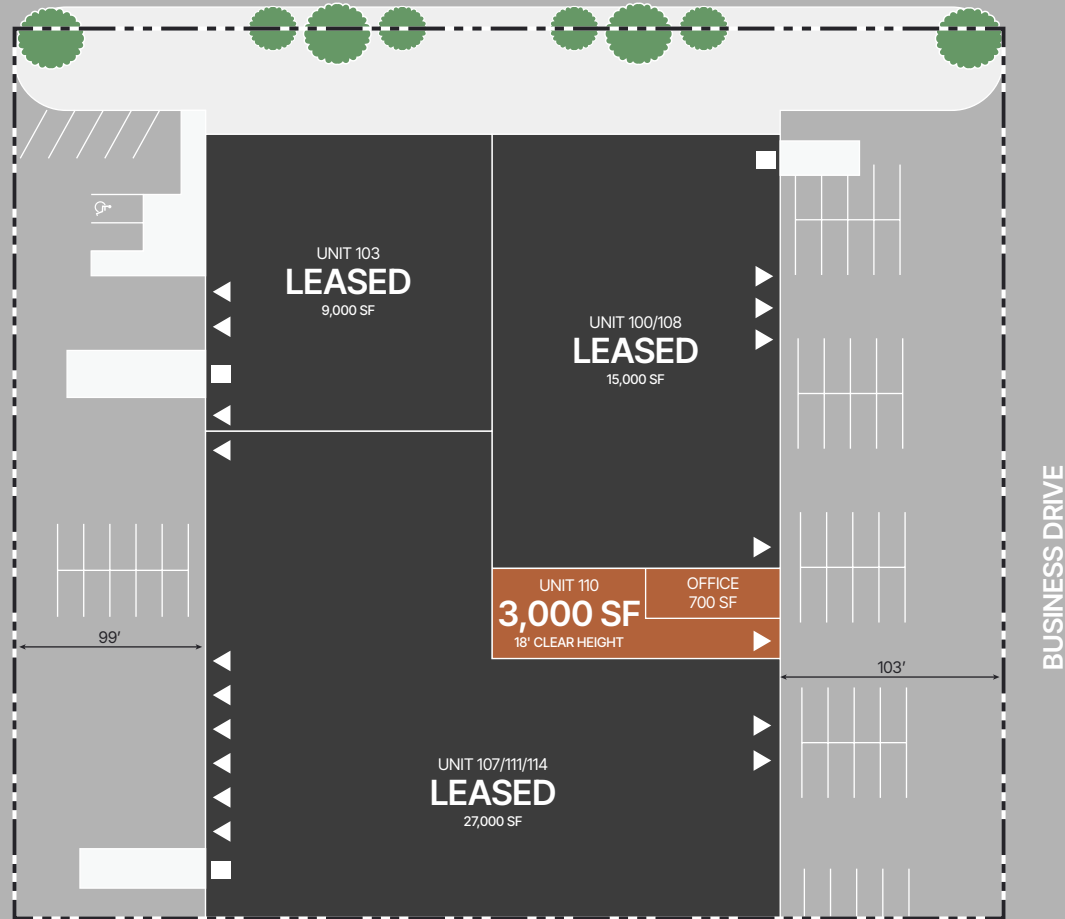 UNIT 103
LEASED
9,000 SF
UNIT 100/108
LEASED
15,000 SF
UNIT 110
3,000 SF
18' CLEAR HEIGHT
OFFICE
700 SF
99’
103’
UNIT 107/111/114
LEASED
27,000 SF
BUSINESS DRIVE